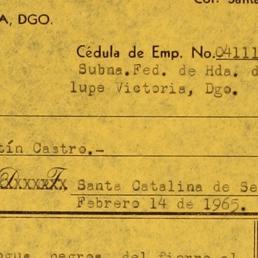 A, DGO.
Cédula de Emp. No. 04111
Subna.Fed. de Hda. d
lupe Victoria, Dgo.
tín Castro.-
Santa Catalina de Se
Febrero 14 de 1965.